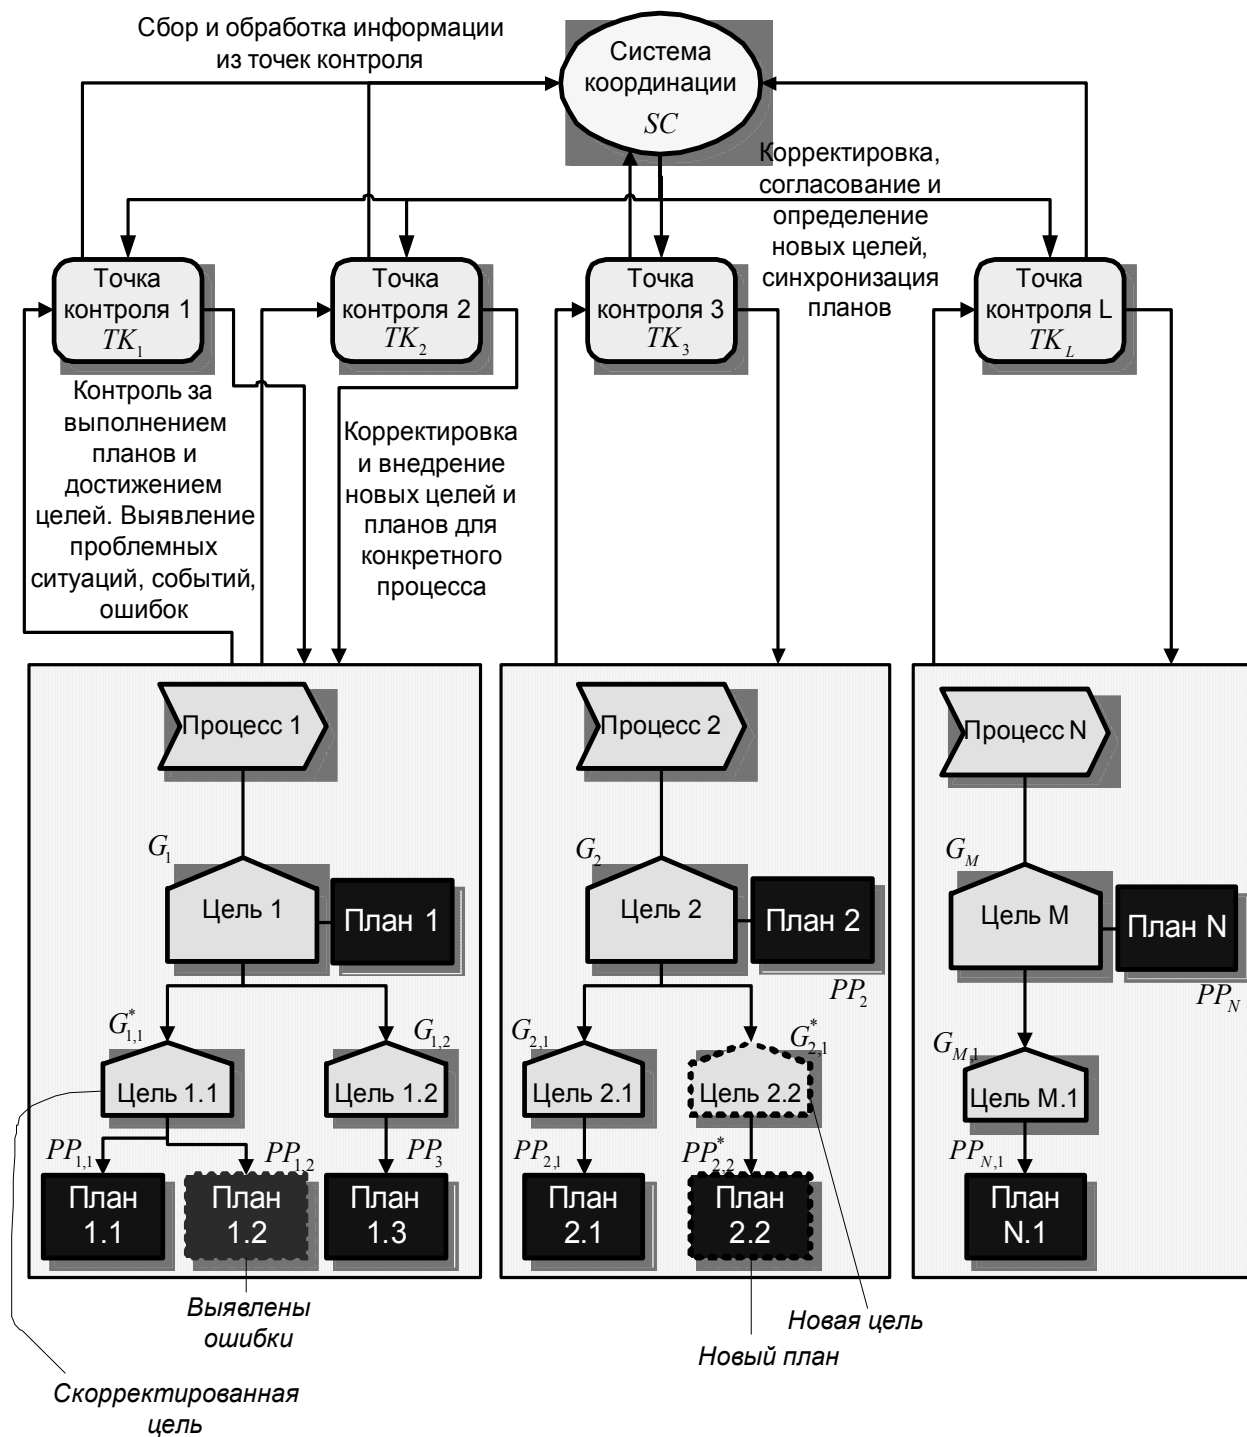 Сбор и обработка информации
из точек контроля
Система
координации
SC
Корректировка,
согласование и
определение
новых целей,
синхронизация
планов
Точка
контроля 1
TK₁
Точка
контроля 2
TK₂
Точка
контроля 3
TK₃
Точка
контроля L
TK_L
Контроль за
выполнением
планов и
достижением
целей. Выявление
проблемных
ситуаций, событий,
ошибок
Корректировка
и внедрение
новых целей и
планов для
конкретного
процесса
Процесс 1
G₁
Цель 1
План 1
G*₁,₁
G₁,₂
Цель 1.1
Цель 1.2
PP₁,₁
PP₁,₂
PP₃
План
1.1
План
1.2
План
1.3
Процесс 2
G₂
Цель 2
План 2
PP₂
G₂,₁
G*₂,₁
Цель 2.1
Цель 2.2
PP₂,₁
PP*₂,₂
План
2.1
План
2.2
Процесс N
G_M
Цель M
План N
PP_N
G_M,₁
Цель M.1
PP_N,₁
План
N.1
Выявлены
ошибки
Новая цель
Новый план
Скорректированная
цель